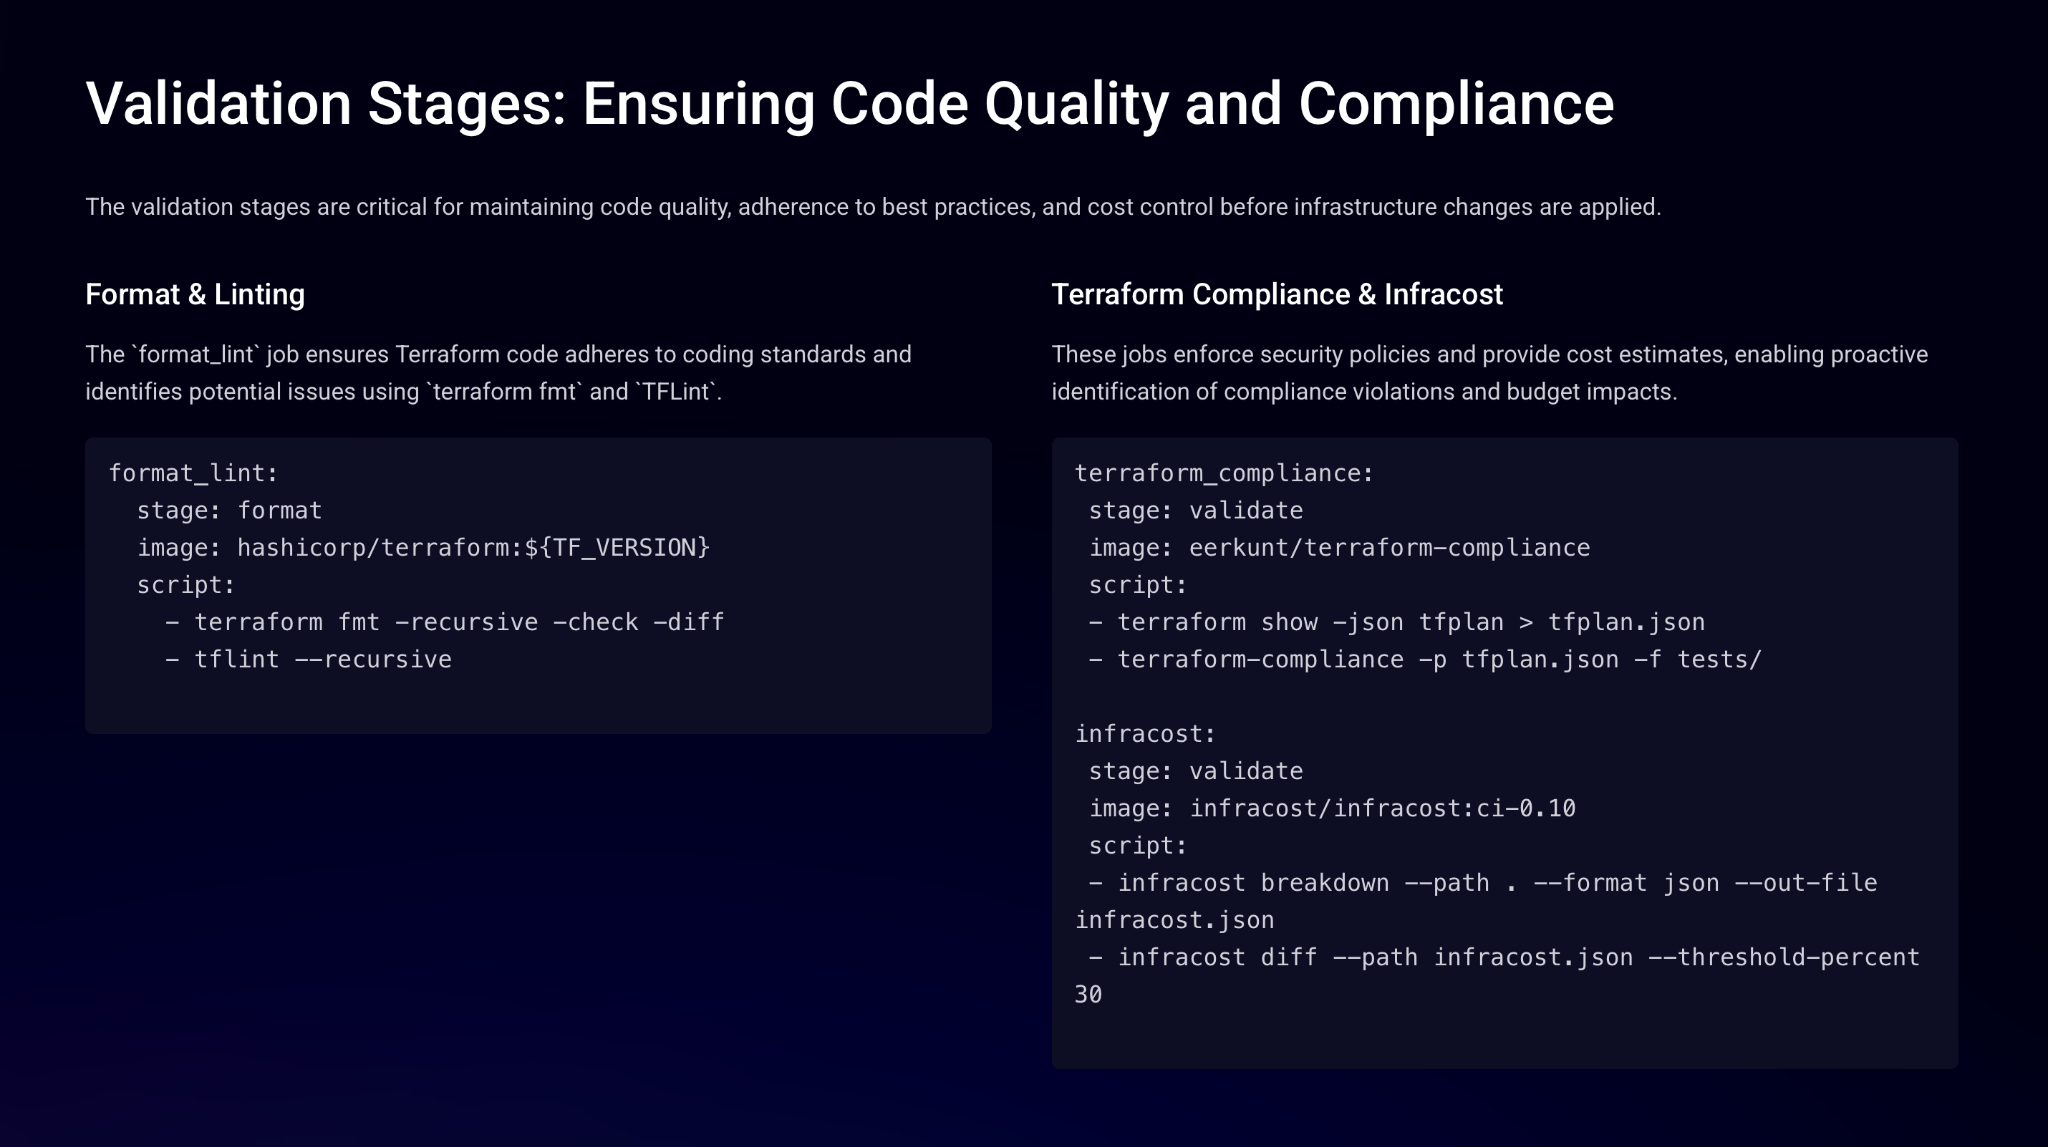 Validation Stages: Ensuring Code Quality and Compliance
The validation stages are critical for maintaining code quality, adherence to best practices, and cost control before infrastructure changes are applied.
Format & Linting
The `format_lint` job ensures Terraform code adheres to coding standards and
identifies potential issues using `terraform fmt` and `TFLint`.
format_lint:
  stage: format
  image: hashicorp/terraform:${TF_VERSION}
  script:
    - terraform fmt -recursive -check -diff
    - tflint --recursive
Terraform Compliance & Infracost
These jobs enforce security policies and provide cost estimates, enabling proactive
identification of compliance violations and budget impacts.
terraform_compliance:
 stage: validate
 image: eerkunt/terraform-compliance
 script:
 - terraform show -json tfplan > tfplan.json
 - terraform-compliance -p tfplan.json -f tests/
infracost:
 stage: validate
 image: infracost/infracost:ci-0.10
 script:
 - infracost breakdown --path . --format json --out-file
infracost.json
 - infracost diff --path infracost.json --threshold-percent
30